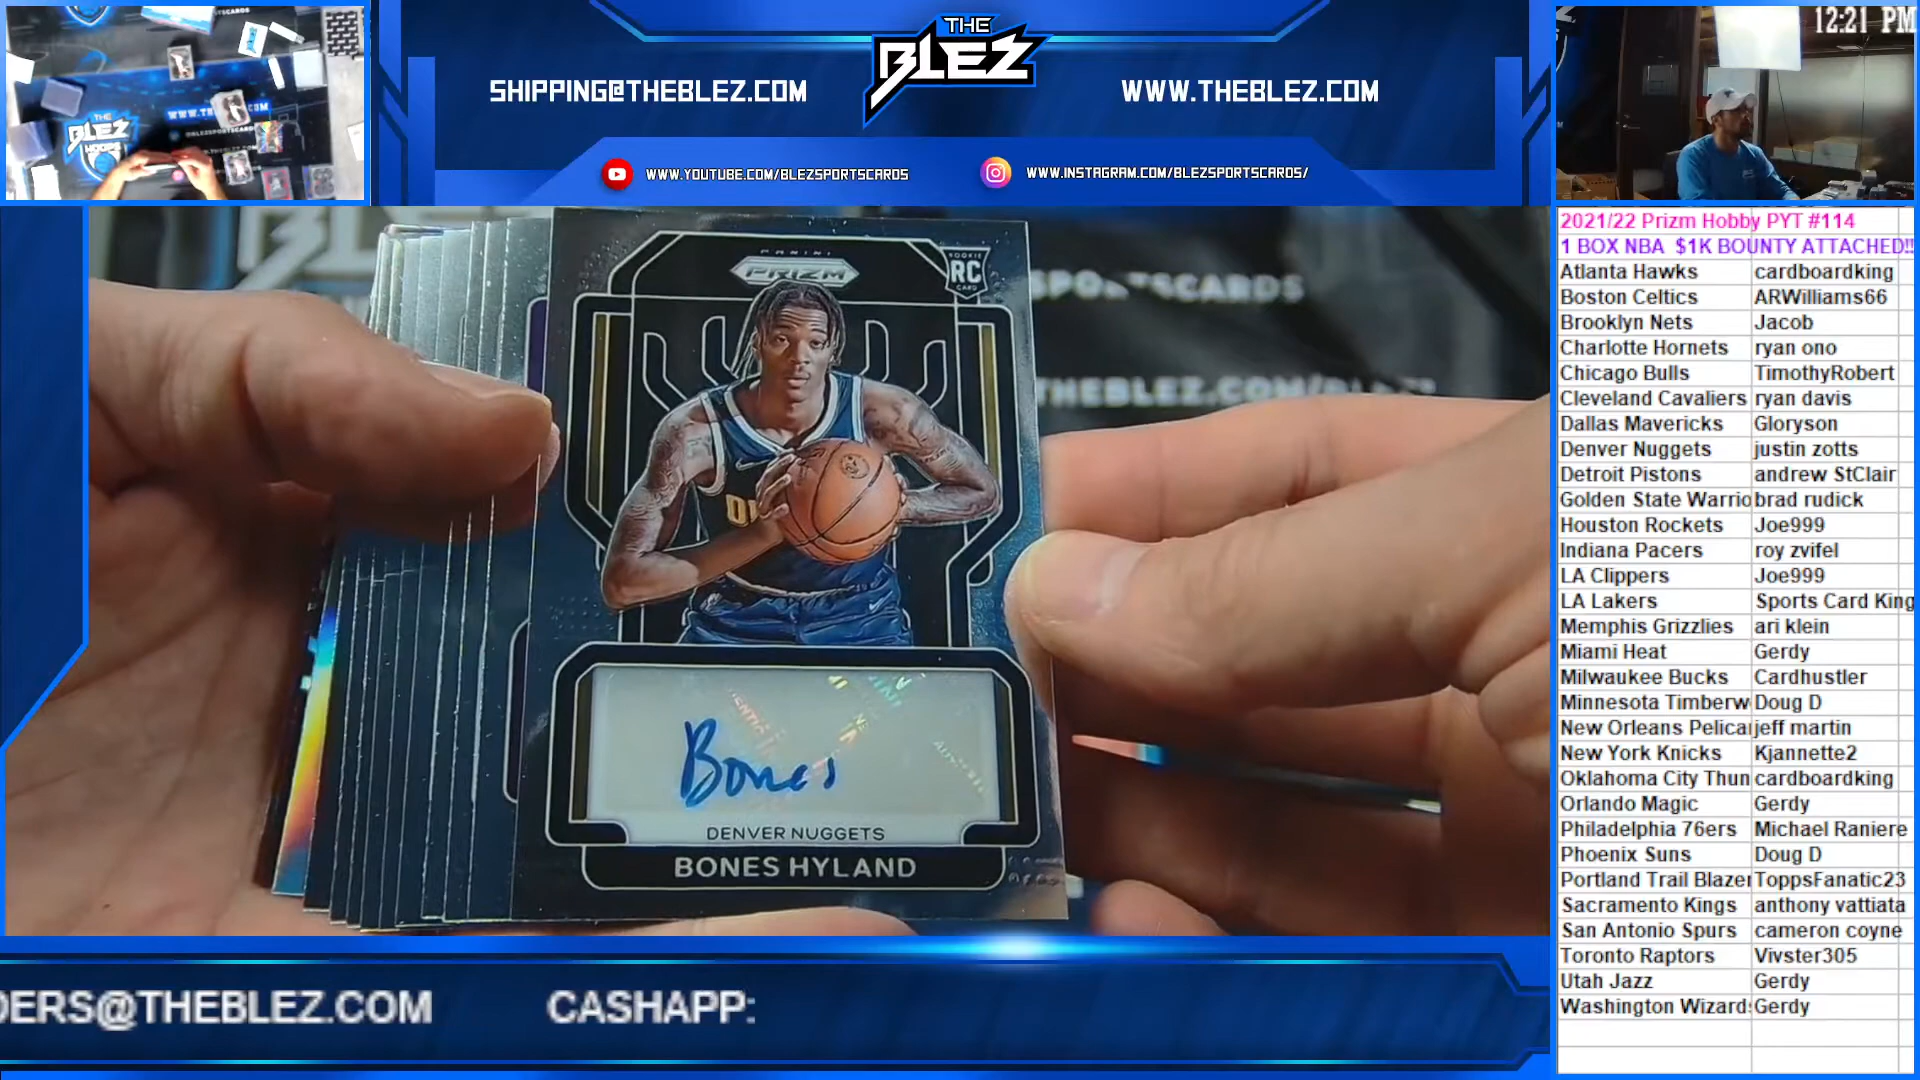 THE
BLEZ
SHIPPING@THEBLEZ.COM
WWW.THEBLEZ.COM
WWW.YOUTUBE.COM/BLEZSPORTSCARDS
WWW.INSTAGRAM.COM/BLEZSPORTSCARDS/
12:21 PM
THE
BLEZ
HOOPS
2021/22 Prizm Hobby PYT #114
1 BOX NBA $1K BOUNTY ATTACHED!!
Atlanta Hawks cardboardking
Boston Celtics ARWilliams66
Brooklyn Nets Jacob
Charlotte Hornets ryan ono
Chicago Bulls TimothyRobert
Cleveland Cavaliers ryan davis
Dallas Mavericks Gloryson
Denver Nuggets justin zotts
Detroit Pistons andrew StClair
Golden State Warrio brad rudick
Houston Rockets Joe999
Indiana Pacers roy zvifel
LA Clippers Joe999
LA Lakers Sports Card King
Memphis Grizzlies ari klein
Miami Heat Gerdy
Milwaukee Bucks Cardhustler
Minnesota Timberw Doug D
New Orleans Pelica jeff martin
New York Knicks Kjannette2
Oklahoma City Thun cardboardking
Orlando Magic Gerdy
Philadelphia 76ers Michael Raniere
Phoenix Suns Doug D
Portland Trail Blazer ToppsFanatic23
Sacramento Kings anthony vattiata
San Antonio Spurs cameron coyne
Toronto Raptors Vivster305
Utah Jazz Gerdy
Washington Wizards Gerdy
PANINI
PRIZM
ROOKIE
RC
CARD
Bones
DENVER NUGGETS
BONES HYLAND
DERS@THEBLEZ.COM
CASHAPP: